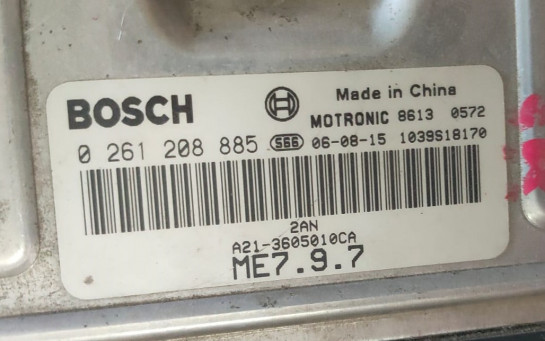 BOSCH Made in China
MOTRONIC 8613 0572
0 261 208 885 S66 06-08-15 1039S18170
2AN
A21-3605010CA
ME7.9.7